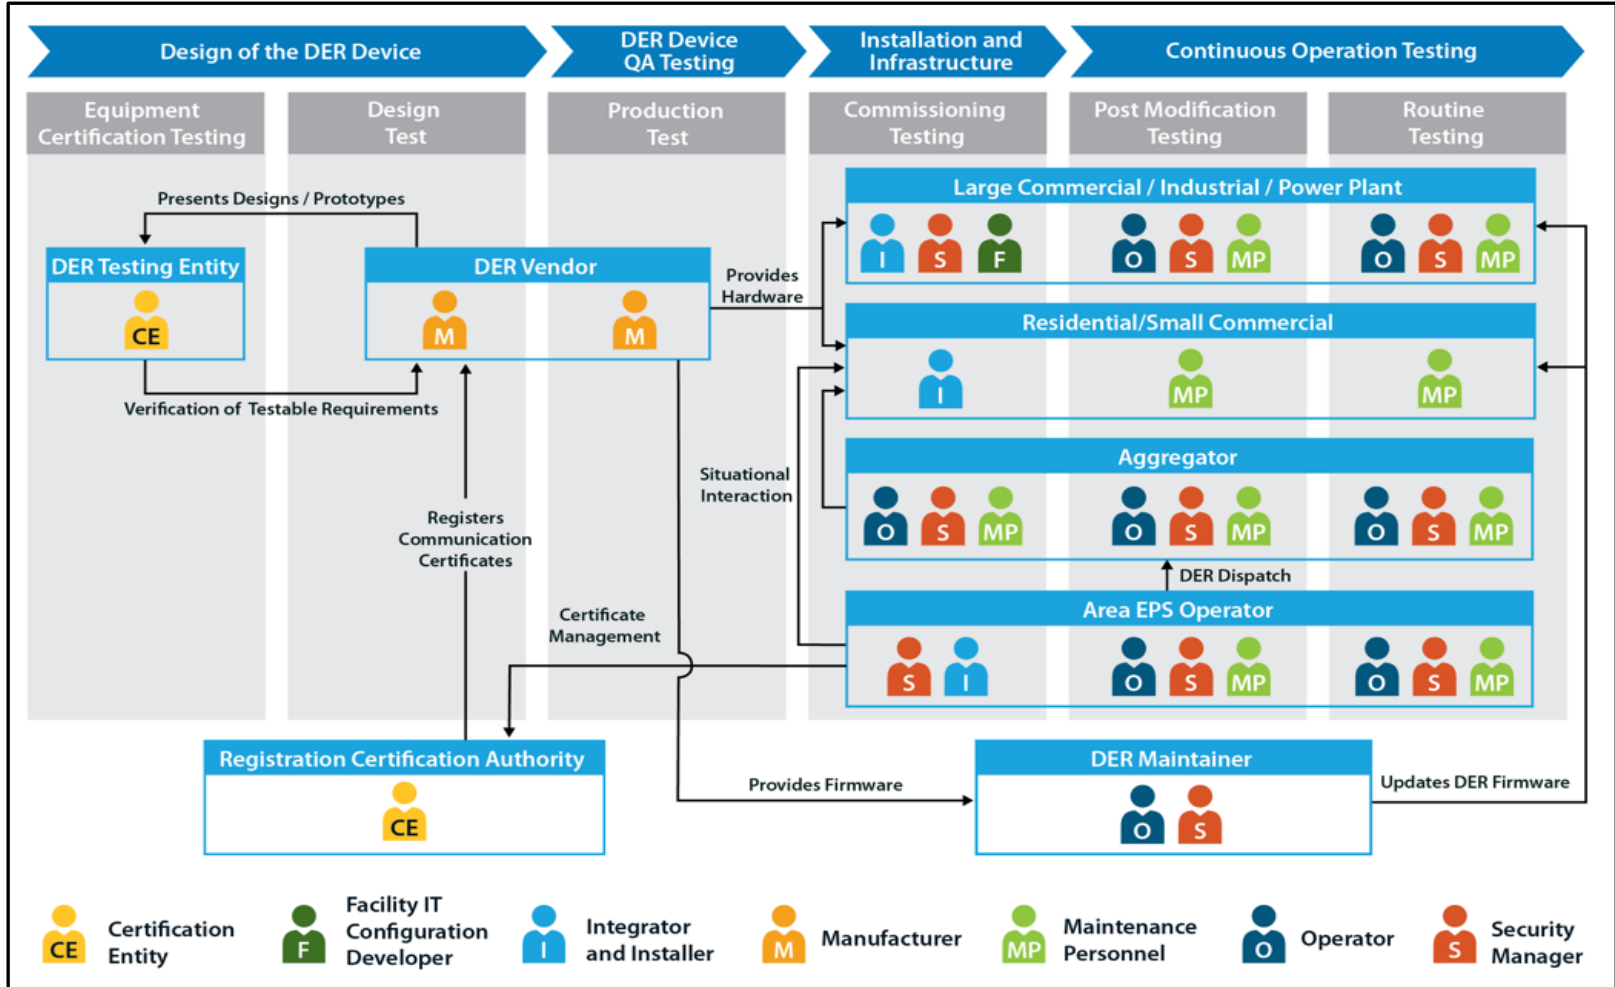 Design of the DER Device
DER Device
QA Testing
Installation and
Infrastructure
Continuous Operation Testing
Equipment
Certification Testing
Design
Test
Production
Test
Commissioning
Testing
Post Modification
Testing
Routine
Testing
Large Commercial / Industrial / Power Plant
I S F
O S MP
O S MP
Presents Designs / Prototypes
DER Testing Entity
CE
DER Vendor
M
M
Provides
Hardware
Verification of Testable Requirements
Residential/Small Commercial
I
MP
MP
Situational
Interaction
Aggregator
O S MP
O S MP
O S MP
Registers
Communication
Certificates
DER Dispatch
Area EPS Operator
S I
O S MP
O S MP
Certificate
Management
Registration Certification Authority
CE
Provides Firmware
DER Maintainer
O S
Updates DER Firmware
CE
Certification
Entity
F
Facility IT
Configuration
Developer
I
Integrator
and Installer
M
Manufacturer
MP
Maintenance
Personnel
O
Operator
S
Security
Manager